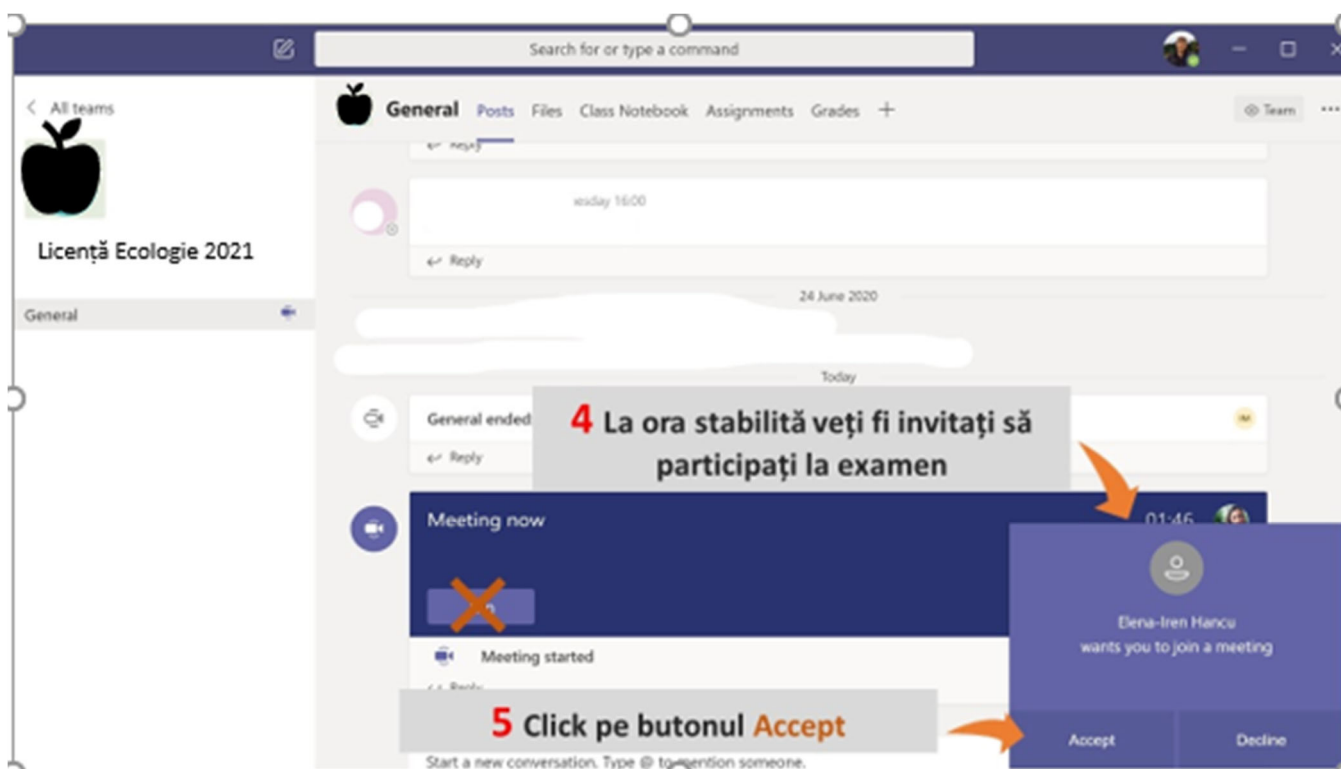 Search for or type a command
All teams
General Posts Files Class Notebook Assignments Grades
Team
Reply
16:00
Licență Ecologie 2021
Reply
24 June 2020
General
Today
General ended
4 La ora stabilită veți fi invitați să
participați la examen
Reply
Meeting now
01:46
Elena-Iren Hancu
wants you to join a meeting
Meeting started
Reply
5 Click pe butonul Accept
Accept Decline
Start a new conversation. Type @ to mention someone.